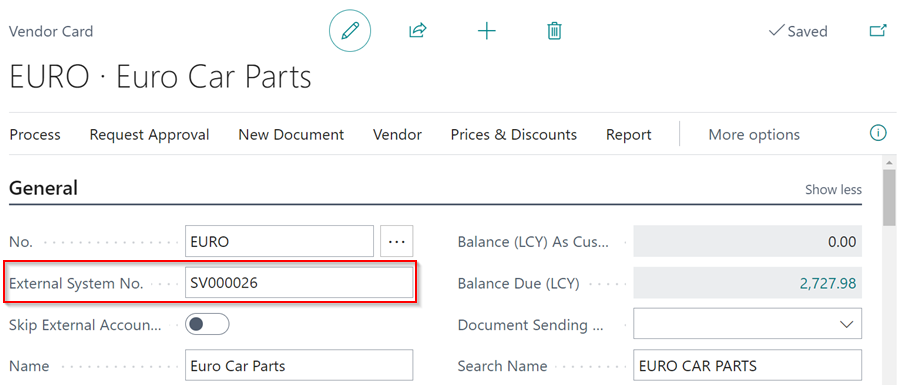 Vendor Card
Saved
EURO · Euro Car Parts
Process Request Approval New Document Vendor Prices & Discounts Report More options
General
Show less
No. EURO
Balance (LCY) As Cus... 0.00
External System No. SV000026
Balance Due (LCY) 2,727.98
Skip External Accoun...
Document Sending ...
Name Euro Car Parts
Search Name EURO CAR PARTS